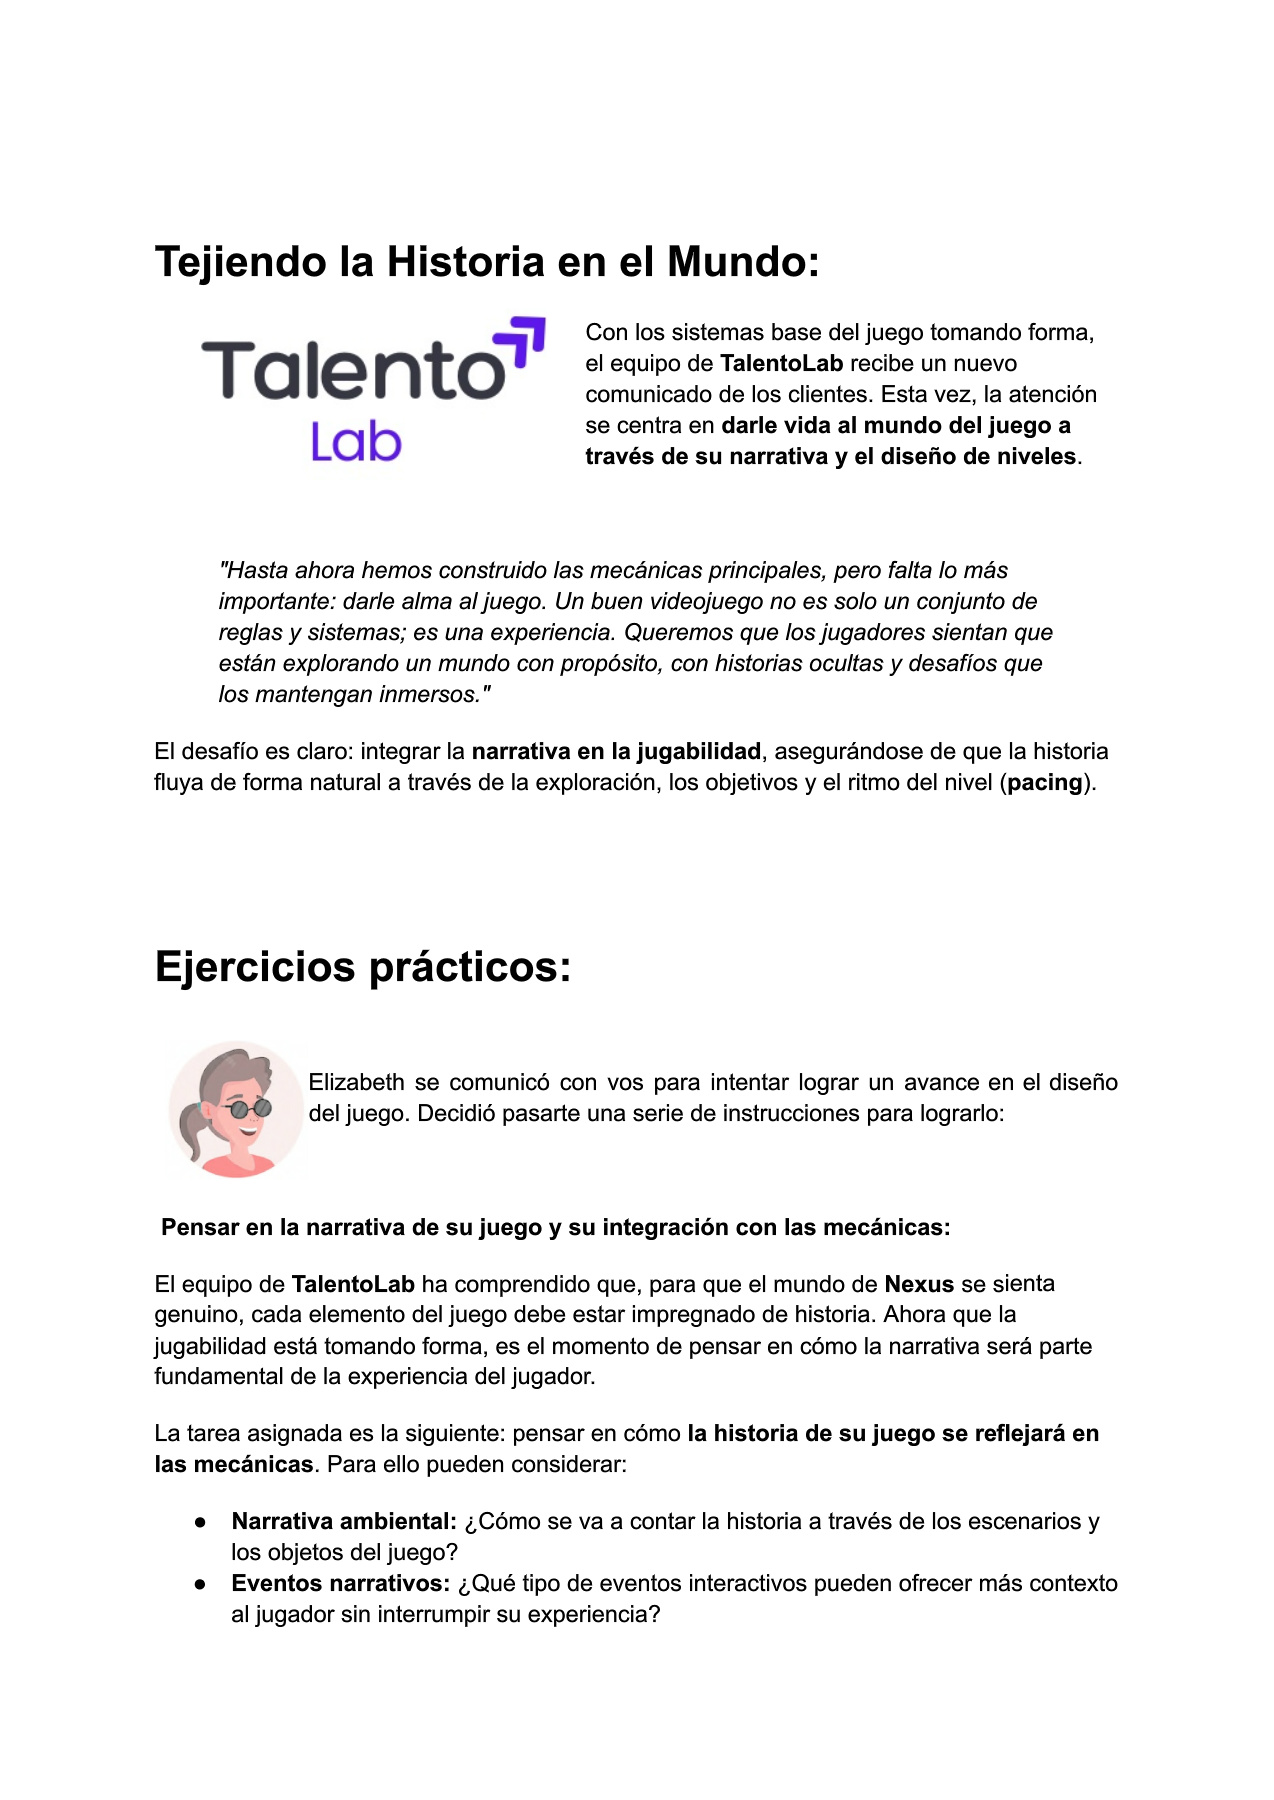 Tejiendo la Historia en el Mundo:
Talento
Lab
Con los sistemas base del juego tomando forma,
el equipo de TalentoLab recibe un nuevo
comunicado de los clientes. Esta vez, la atención
se centra en darle vida al mundo del juego a
través de su narrativa y el diseño de niveles.
"Hasta ahora hemos construido las mecánicas principales, pero falta lo más
importante: darle alma al juego. Un buen videojuego no es solo un conjunto de
reglas y sistemas; es una experiencia. Queremos que los jugadores sientan que
están explorando un mundo con propósito, con historias ocultas y desafíos que
los mantengan inmersos."
El desafío es claro: integrar la narrativa en la jugabilidad, asegurándose de que la historia
fluya de forma natural a través de la exploración, los objetivos y el ritmo del nivel (pacing).
Ejercicios prácticos:
Elizabeth se comunicó con vos para intentar lograr un avance en el diseño
del juego. Decidió pasarte una serie de instrucciones para lograrlo:
Pensar en la narrativa de su juego y su integración con las mecánicas:
El equipo de TalentoLab ha comprendido que, para que el mundo de Nexus se sienta
genuino, cada elemento del juego debe estar impregnado de historia. Ahora que la
jugabilidad está tomando forma, es el momento de pensar en cómo la narrativa será parte
fundamental de la experiencia del jugador.
La tarea asignada es la siguiente: pensar en cómo la historia de su juego se reflejará en
las mecánicas. Para ello pueden considerar:
● Narrativa ambiental: ¿Cómo se va a contar la historia a través de los escenarios y
los objetos del juego?
● Eventos narrativos: ¿Qué tipo de eventos interactivos pueden ofrecer más contexto
al jugador sin interrumpir su experiencia?